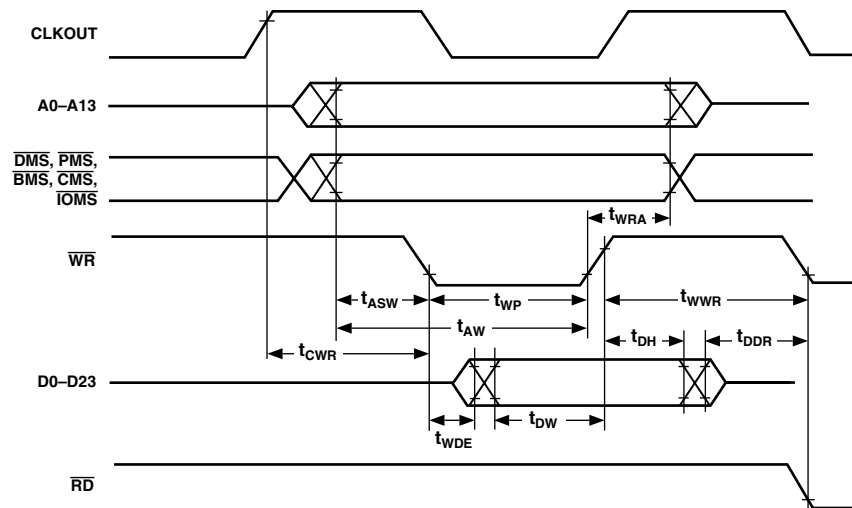 CLKOUT
A0–A13
DMS, PMS,
BMS, CMS,
IOMS
tWRA
WR
tASW
tWP
tWWR
tAW
tCWR
tDH
tDDR
D0–D23
tWDE
tDW
RD